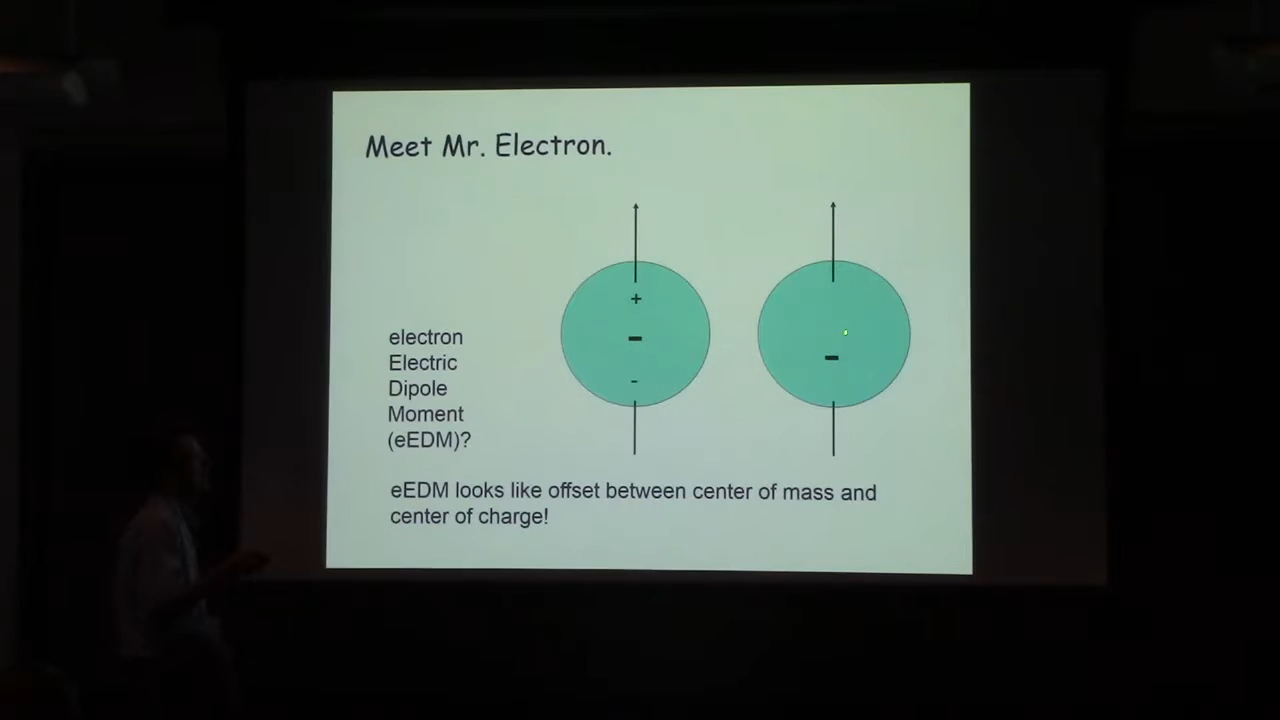 Meet Mr. Electron.
+
-
-
-
electron
Electric
Dipole
Moment
(eEDM)?
eEDM looks like offset between center of mass and
center of charge!